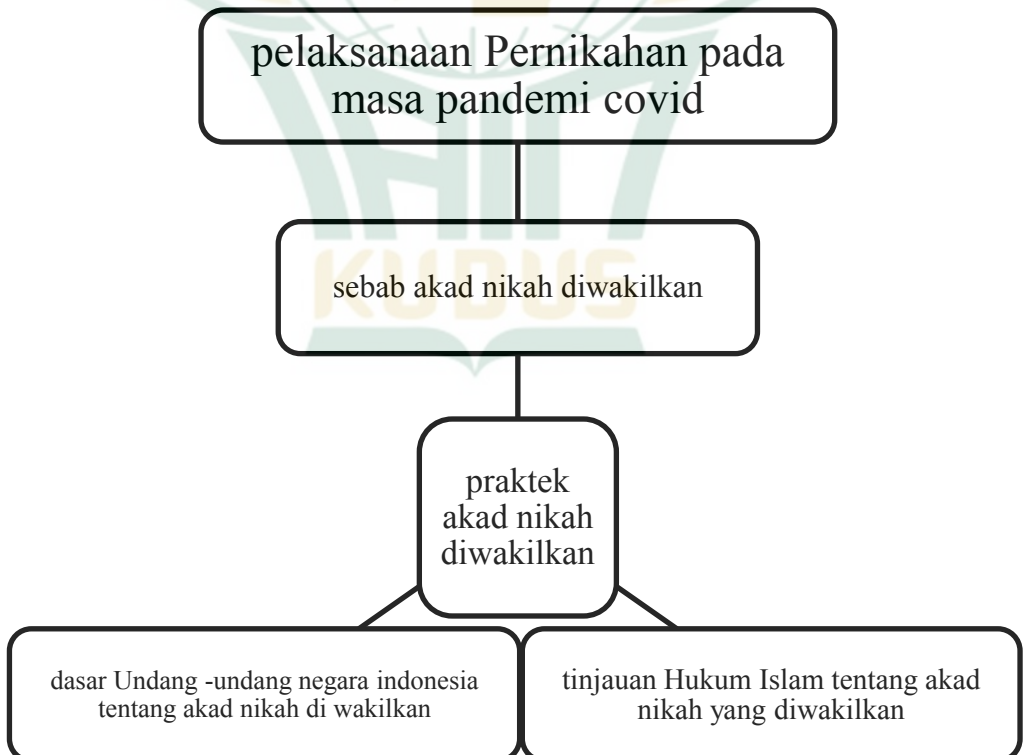 pelaksanaan Pernikahan pada
masa pandemi covid
KUDUS
sebab akad nikah diwakilkan
praktek
akad nikah
diwakilkan
dasar Undang -undang negara indonesia
tentang akad nikah di wakilkan
tinjauan Hukum Islam tentang akad
nikah yang diwakilkan